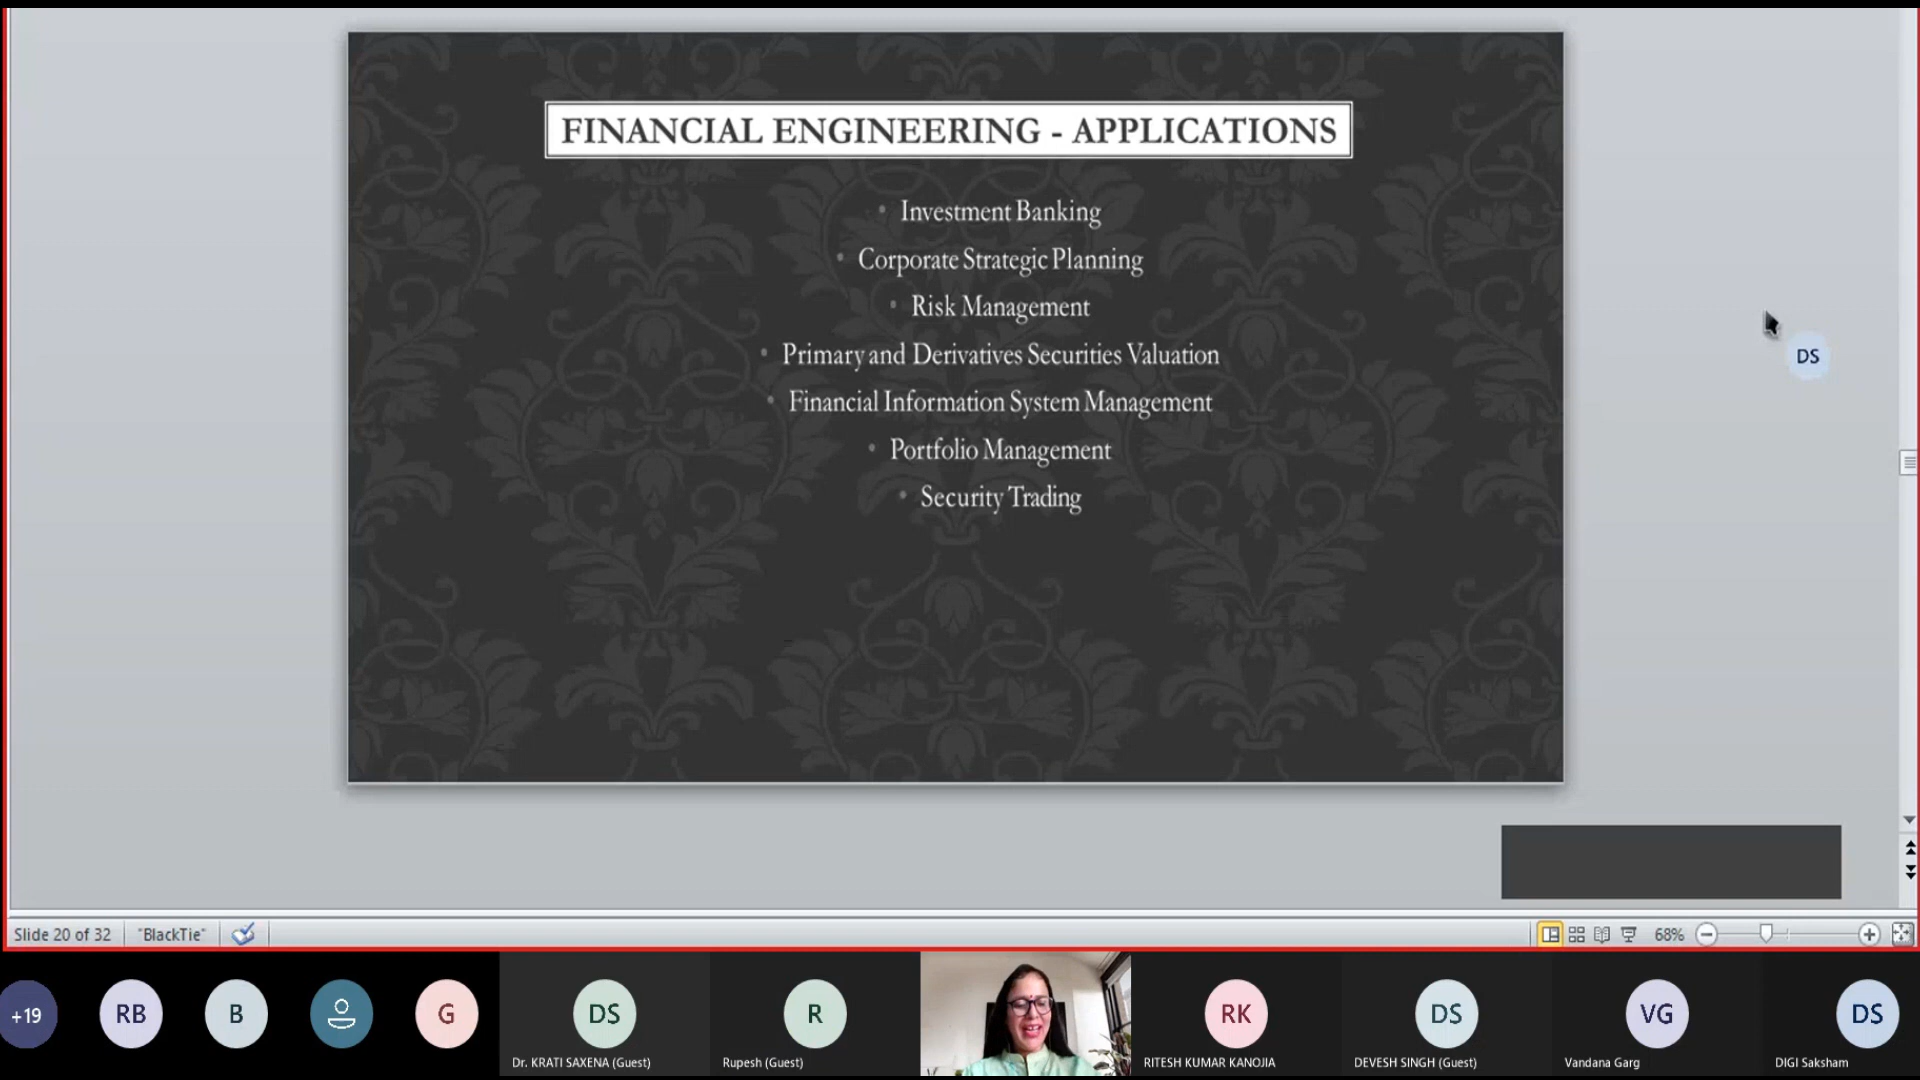 FINANCIAL ENGINEERING - APPLICATIONS
• Investment Banking
• Corporate Strategic Planning
• Risk Management
• Primary and Derivatives Securities Valuation
• Financial Information System Management
• Portfolio Management
• Security Trading
DS
Slide 20 of 32 "BlackTie" 68%
+19 RB B G DS R RK DS VG DS
Dr. KRATI SAXENA (Guest) Rupesh (Guest) RITESH KUMAR KANOJIA DEVESH SINGH (Guest) Vandana Garg DIGI Saksham